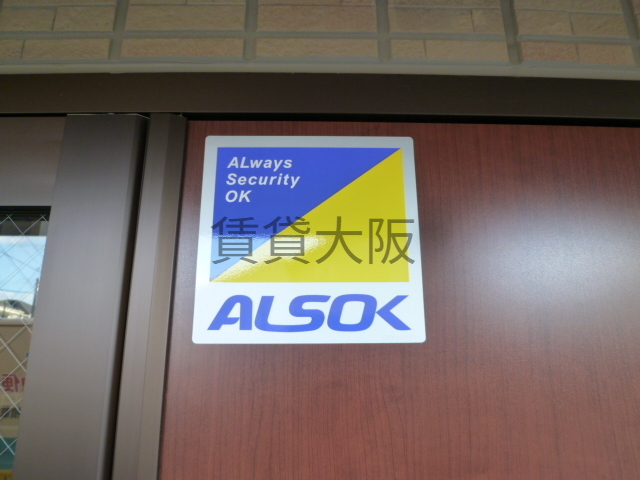 ALways
Security
OK
賃貸大阪
ALSOK